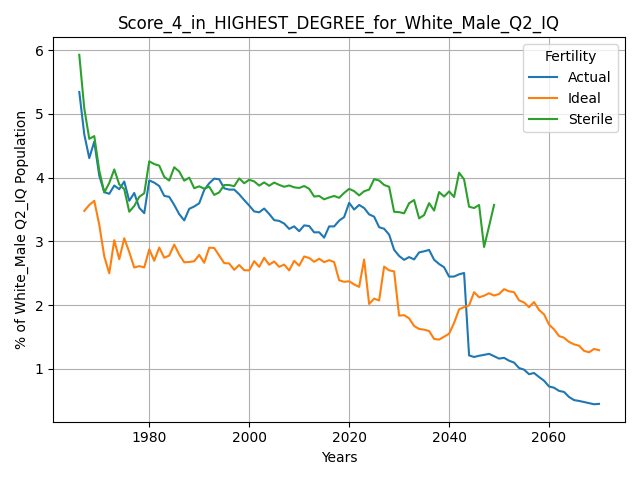 Score_4_in_HIGHEST_DEGREE_for_White_Male_Q2_IQ
Fertility
Actual
Ideal
Sterile
% of White_Male Q2_IQ Population
6
5
4
3
2
1
1980
2000
2020
2040
2060
Years